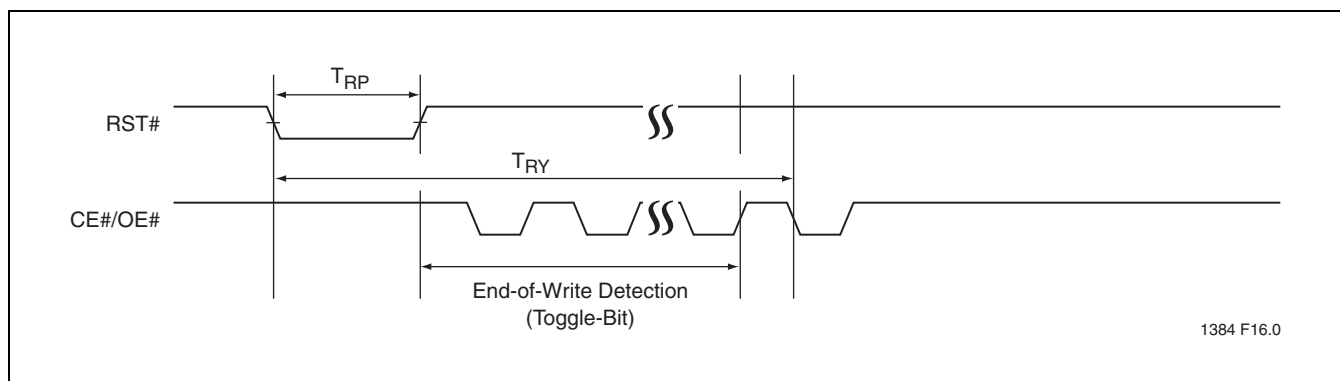 TRP
RST#
TRY
CE#/OE#
End-of-Write Detection
(Toggle-Bit)
1384 F16.0